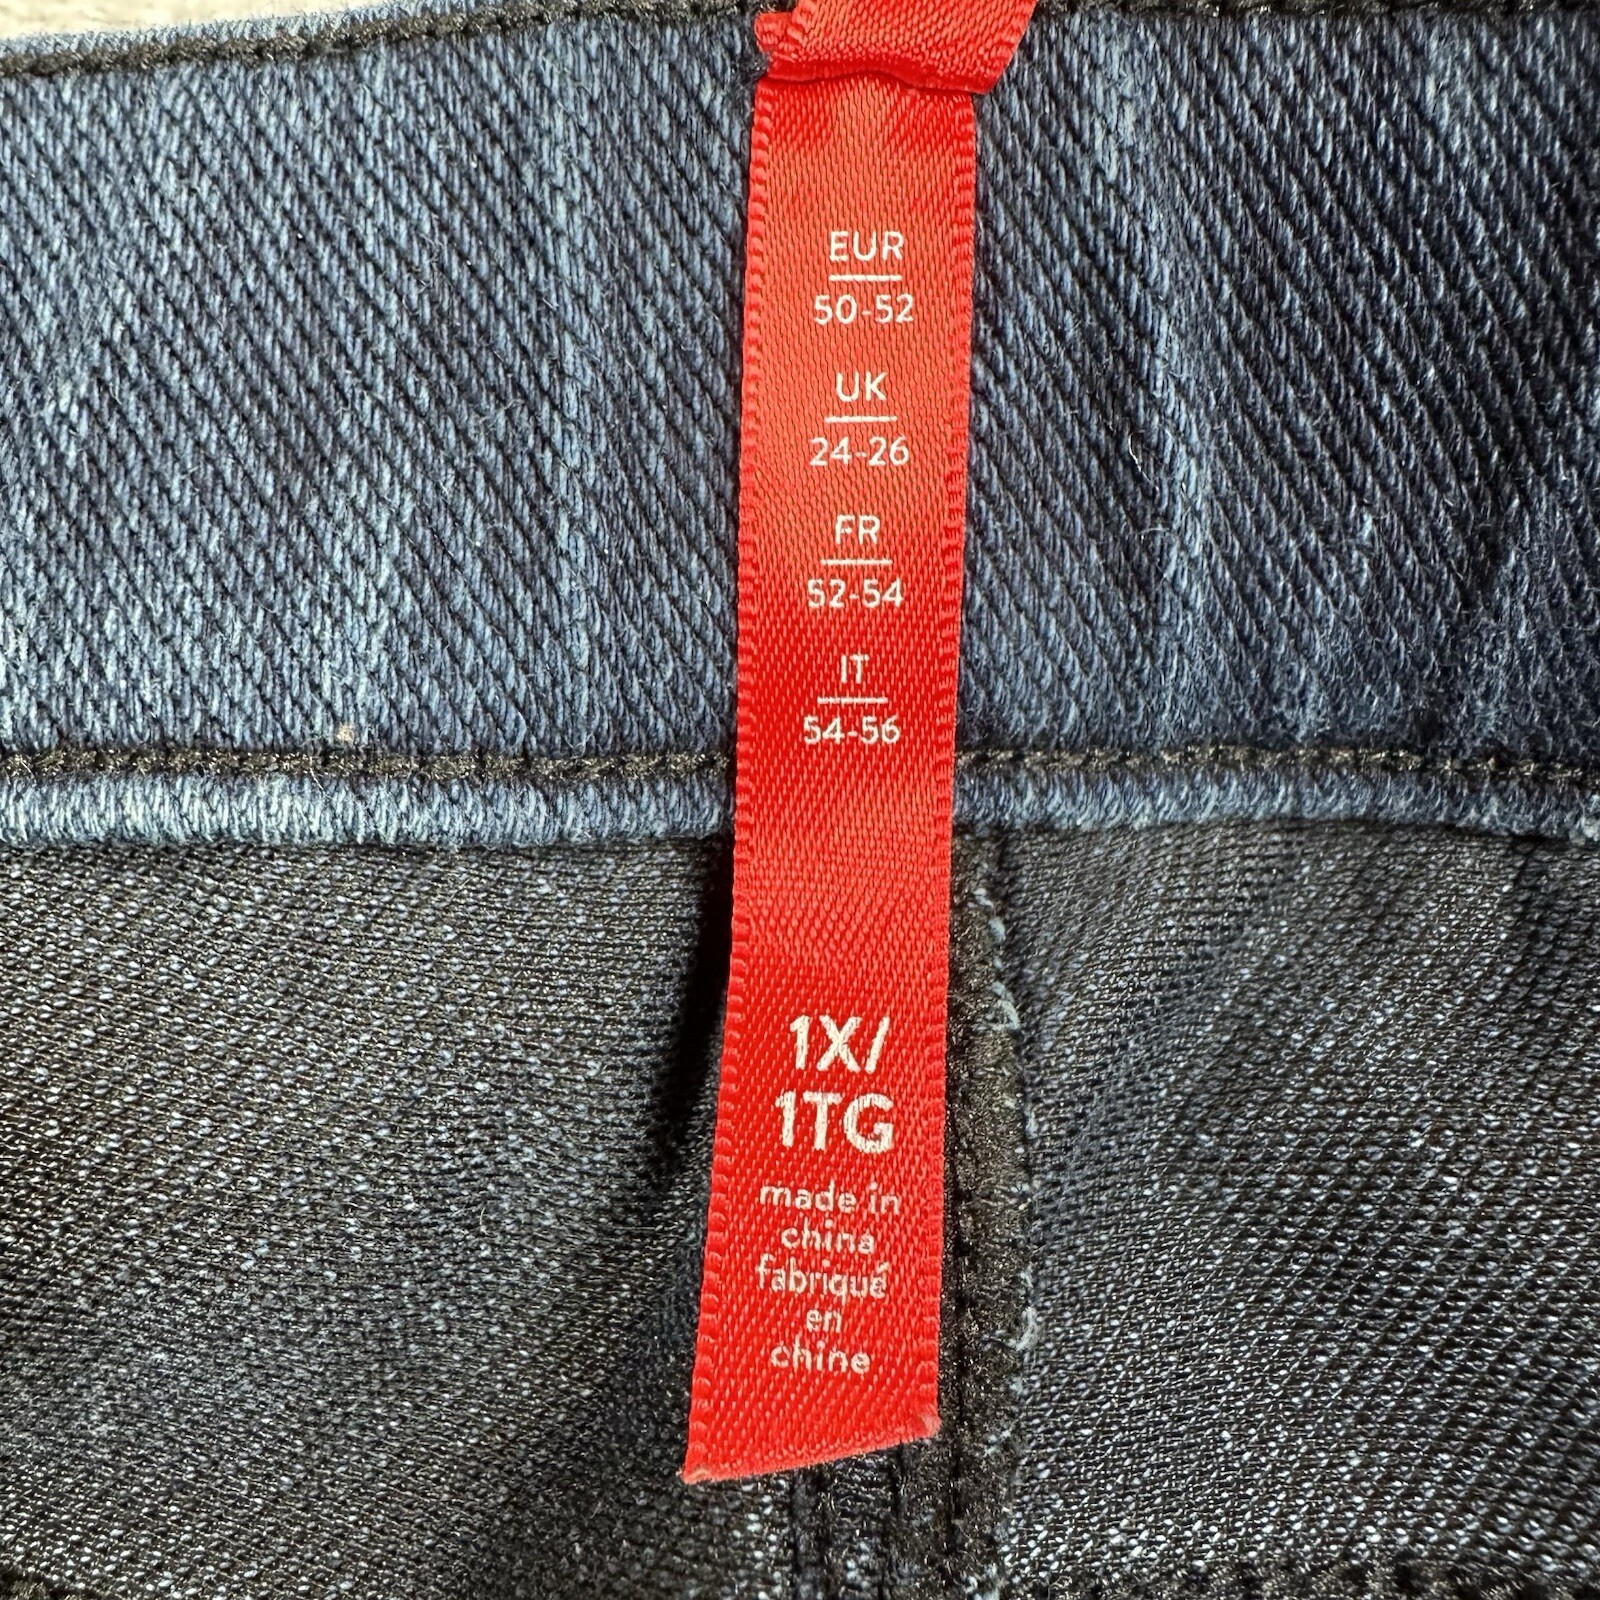 EUR
50-52
UK
24-26
FR
52-54
IT
54-56
1X/
1TG
made in
china
fabriqué
en
chine